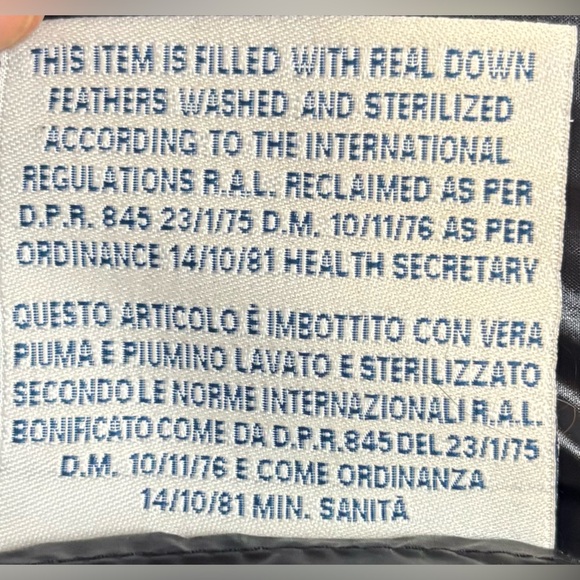 THIS ITEM IS FILLED WITH REAL DOWN
FEATHERS WASHED AND STERILIZED
ACCORDING TO THE INTERNATIONAL
REGULATIONS R.A.L. RECLAIMED AS PER
D.P.R. 845 23/1/75 D.M. 10/11/76 AS PER
ORDINANCE 14/10/81 HEALTH SECRETARY
QUESTO ARTICOLO È IMBOTTITO CON VERA
PIUMA E PIUMINO LAVATO E STERILIZZATO
SECONDO LE NORME INTERNAZIONALI R.A.L.
BONIFICATO COME DA D.P.R. 845 DEL 23/1/75
D.M. 10/11/76 E COME ORDINANZA
14/10/81 MIN. SANITÀ